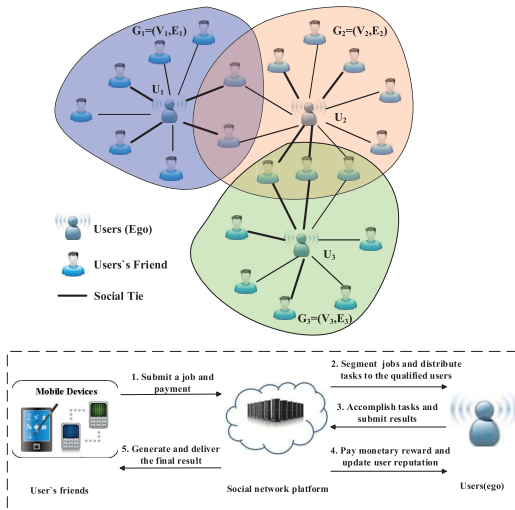 G1=(V1,E1)
G2=(V2,E2)
U1
U2
Users (Ego)
Users`s Friend
Social Tie
U3
G3=(V3,E3)
Mobile Devices
1. Submit a job and
payment
2. Segment jobs and distribute
tasks to the qualified users
3. Accomplish tasks and
submit results
5. Generate and deliver
the final result
4. Pay monetary reward and
update user reputation
User`s friends
Social network platform
Users(ego)